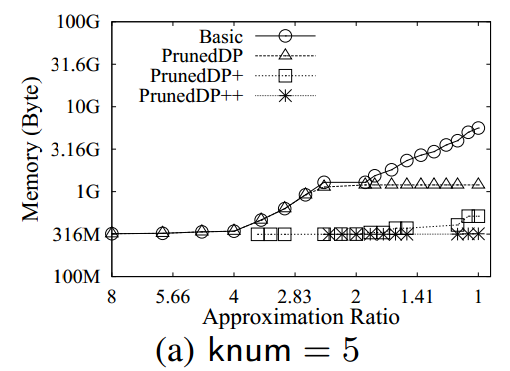 100G
31.6G
10G
3.16G
1G
316M
100M
Memory (Byte)
Basic
PrunedDP
PrunedDP+
PrunedDP++
8 5.66 4 2.83 2 1.41 1
Approximation Ratio
(a) knum = 5